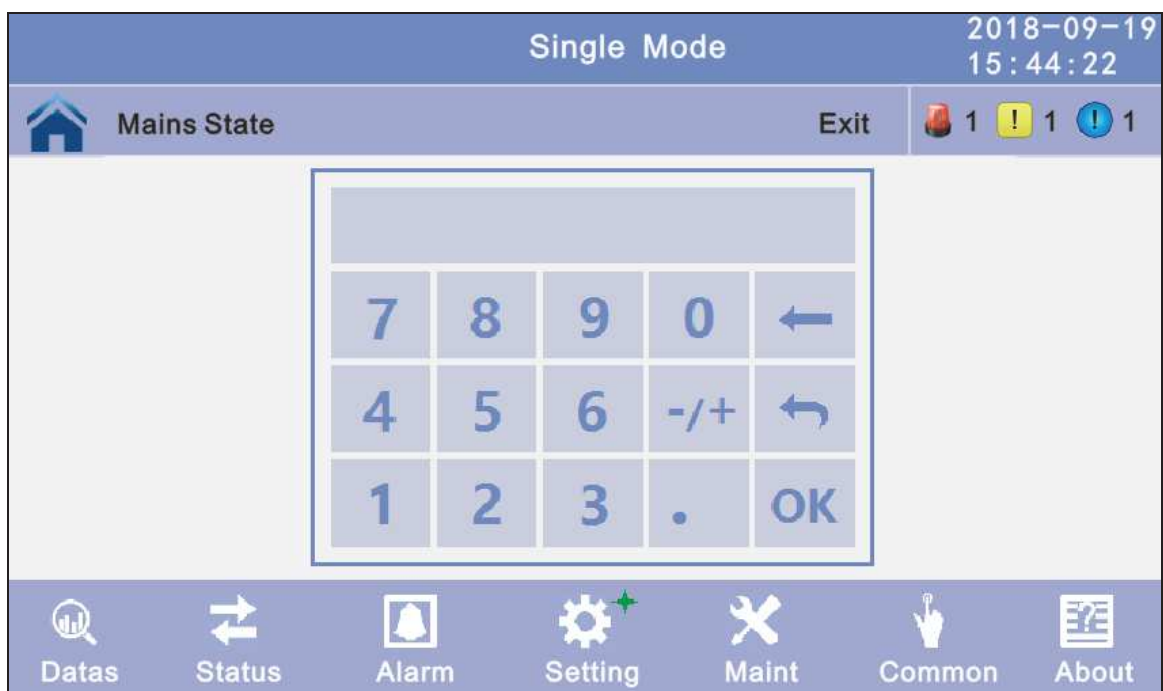 Single Mode
2018-09-19
15:44:22
Mains State
Exit
1
! 1
! 1
7 8 9 0
4 5 6 -/+
1 2 3 . OK
Datas Status Alarm Setting Maint Common About